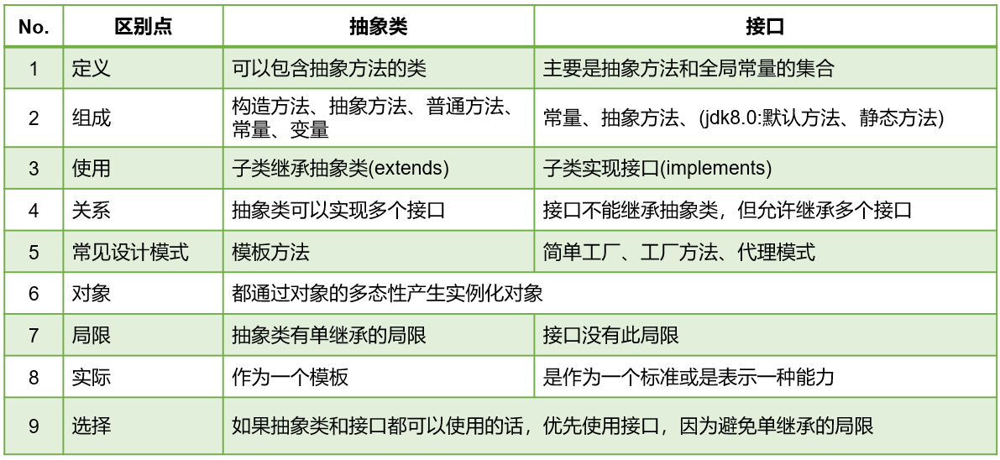 No. 区别点 抽象类 接口
1 定义 可以包含抽象方法的类 主要是抽象方法和全局常量的集合
2 组成 构造方法、抽象方法、普通方法、
常量、变量 常量、抽象方法、(jdk8.0:默认方法、静态方法)
3 使用 子类继承抽象类(extends) 子类实现接口(implements)
4 关系 抽象类可以实现多个接口 接口不能继承抽象类，但允许继承多个接口
5 常见设计模式 模板方法 简单工厂、工厂方法、代理模式
6 对象 都通过对象的多态性产生实例化对象
7 局限 抽象类有单继承的局限 接口没有此局限
8 实际 作为一个模板 是作为一个标准或是表示一种能力
9 选择 如果抽象类和接口都可以使用的话，优先使用接口，因为避免单继承的局限